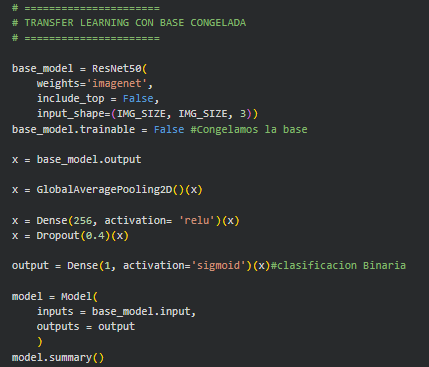 # ======================
# TRANSFER LEARNING CON BASE CONGELADA
# ======================
base_model = ResNet50(
    weights='imagenet',
    include_top = False,
    input_shape=(IMG_SIZE, IMG_SIZE, 3))
base_model.trainable = False #Congelamos la base
x = base_model.output
x = GlobalAveragePooling2D()(x)
x = Dense(256, activation= 'relu')(x)
x = Dropout(0.4)(x)
output = Dense(1, activation='sigmoid')(x)#clasificacion Binaria
model = Model(
    inputs = base_model.input,
    outputs = output
    )
model.summary()